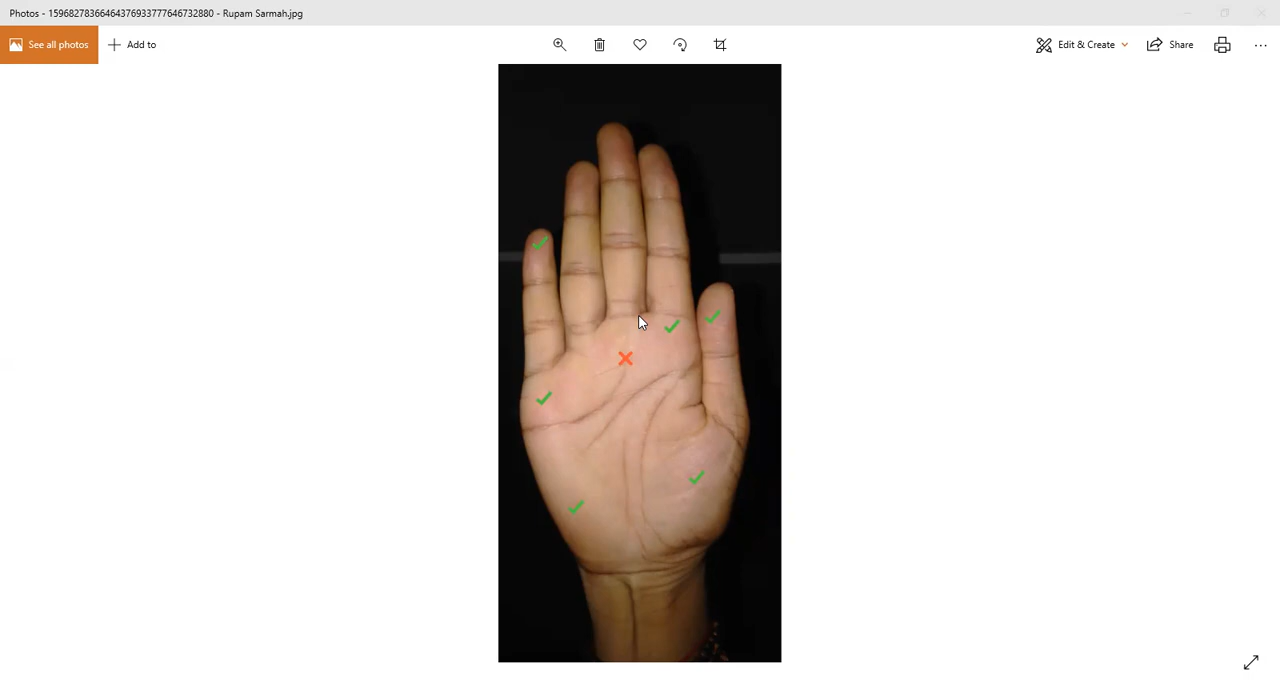 Photos - 15968278366464376933777646732880 - Rupam Sarmah.jpg
See all photos
Add to
Edit & Create
Share